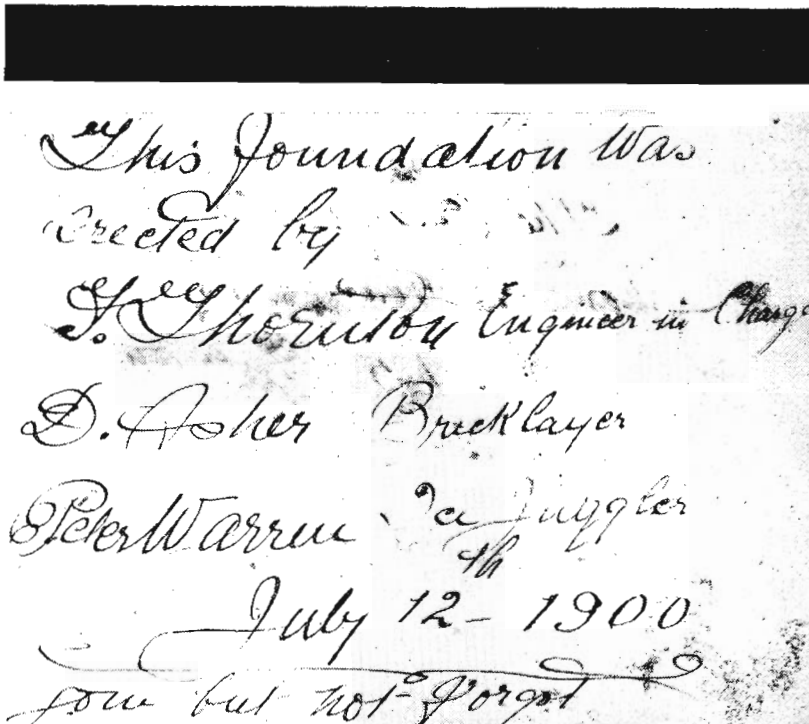 This Foundation Was
Erected by
T. Thornton Engineer in Charge
D. Asher Bricklayer
Peter Warren Juggler
July 12th - 1900
gone but not Forgot